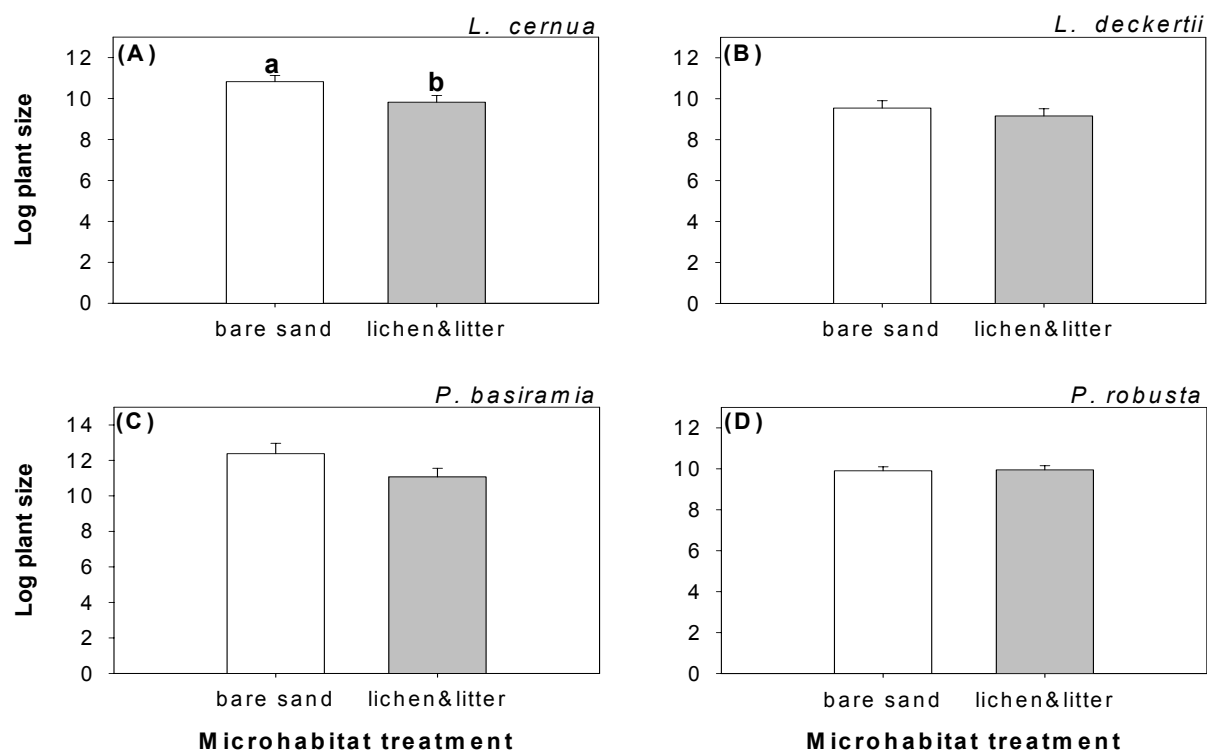 L. cernua
(A)
a
b
12
10
8
6
4
2
0
Log plant size
bare sand lichen&litter
L. deckertii
(B)
12
10
8
6
4
2
0
bare sand lichen&litter
P. basiramia
(C)
14
12
10
8
6
4
2
0
Log plant size
bare sand lichen&litter
Microhabitat treatment
P. robusta
(D)
12
10
8
6
4
2
0
bare sand lichen&litter
Microhabitat treatment